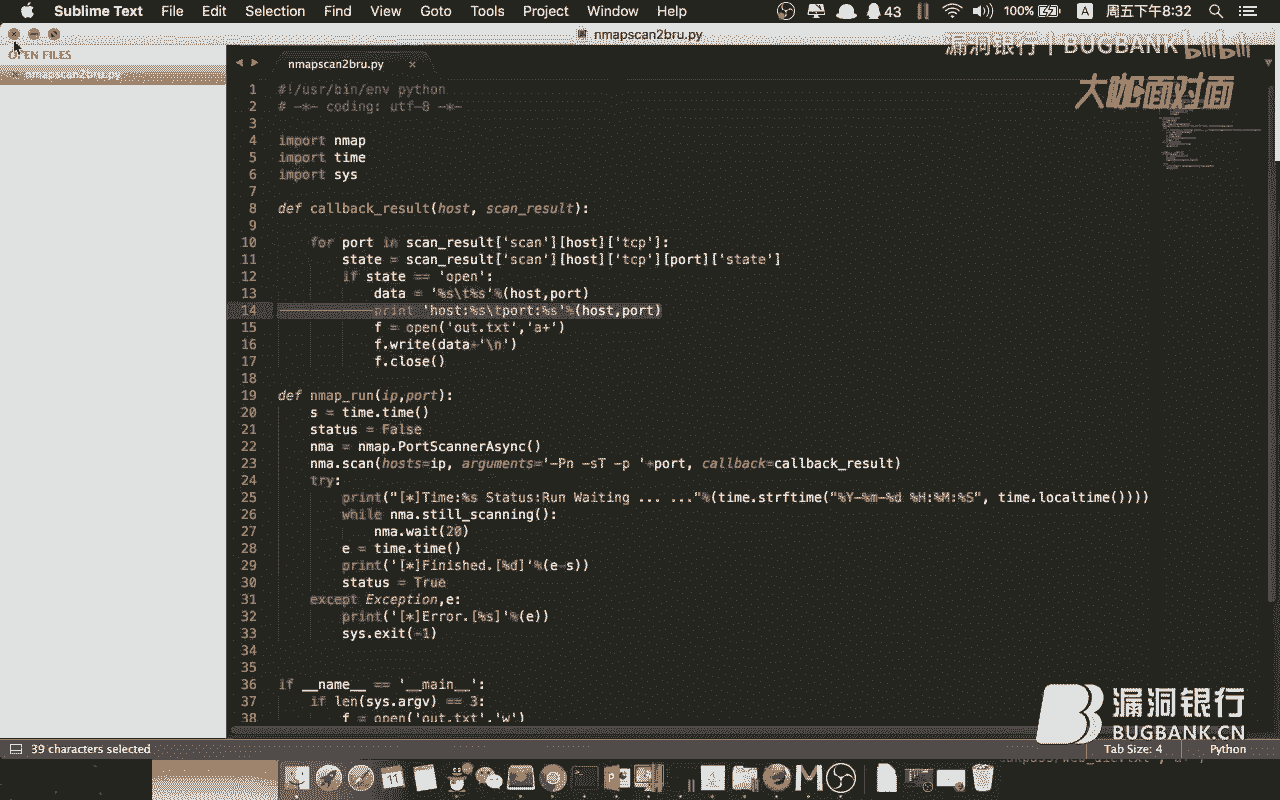 Sublime Text File Edit Selection Find View Goto Tools Project Window Help 43 100% A 周五下午8:32
nmapscan2bru.py
漏洞银行 | BUGBANK bilibili
OPEN FILES
nmapscan2bru.py
nmapscan2bru.py ×
大咖面对面
1 #!/usr/bin/env python
2 # -*- coding: utf-8 -*-
3
4 import nmap
5 import time
6 import sys
7
8 def callback_result(host, scan_result):
9
10 for port in scan_result['scan'][host]['tcp']:
11 state = scan_result['scan'][host]['tcp'][port]['state']
12 if state == 'open':
13 data = '%s\t%s'%(host,port)
14 print 'host:%s\tport:%s'%(host,port)
15 f = open('out.txt','a+')
16 f.write(data+'\n')
17 f.close()
18
19 def nmap_run(ip,port):
20 s = time.time()
21 status = False
22 nma = nmap.PortScannerAsync()
23 nma.scan(hosts=ip, arguments='-Pn -sT -p '+port, callback=callback_result)
24 try:
25 print("[*]Time:%s Status:Run Waiting ... ..."%(time.strftime("%Y-%m-%d %H:%M:%S", time.localtime())))
26 while nma.still_scanning():
27 nma.wait(20)
28 e = time.time()
29 print('[*]Finished.[%d]'%(e-s))
30 status = True
31 except Exception,e:
32 print('[*]Error.[%s]'%(e))
33 sys.exit(-1)
34
35
36 if __name__ == '__main__':
37 if len(sys.argv) == 3:
38 f = open('out.txt','w')
漏洞银行
BUGBANK.CN
39 characters selected Tab Size: 4 Python